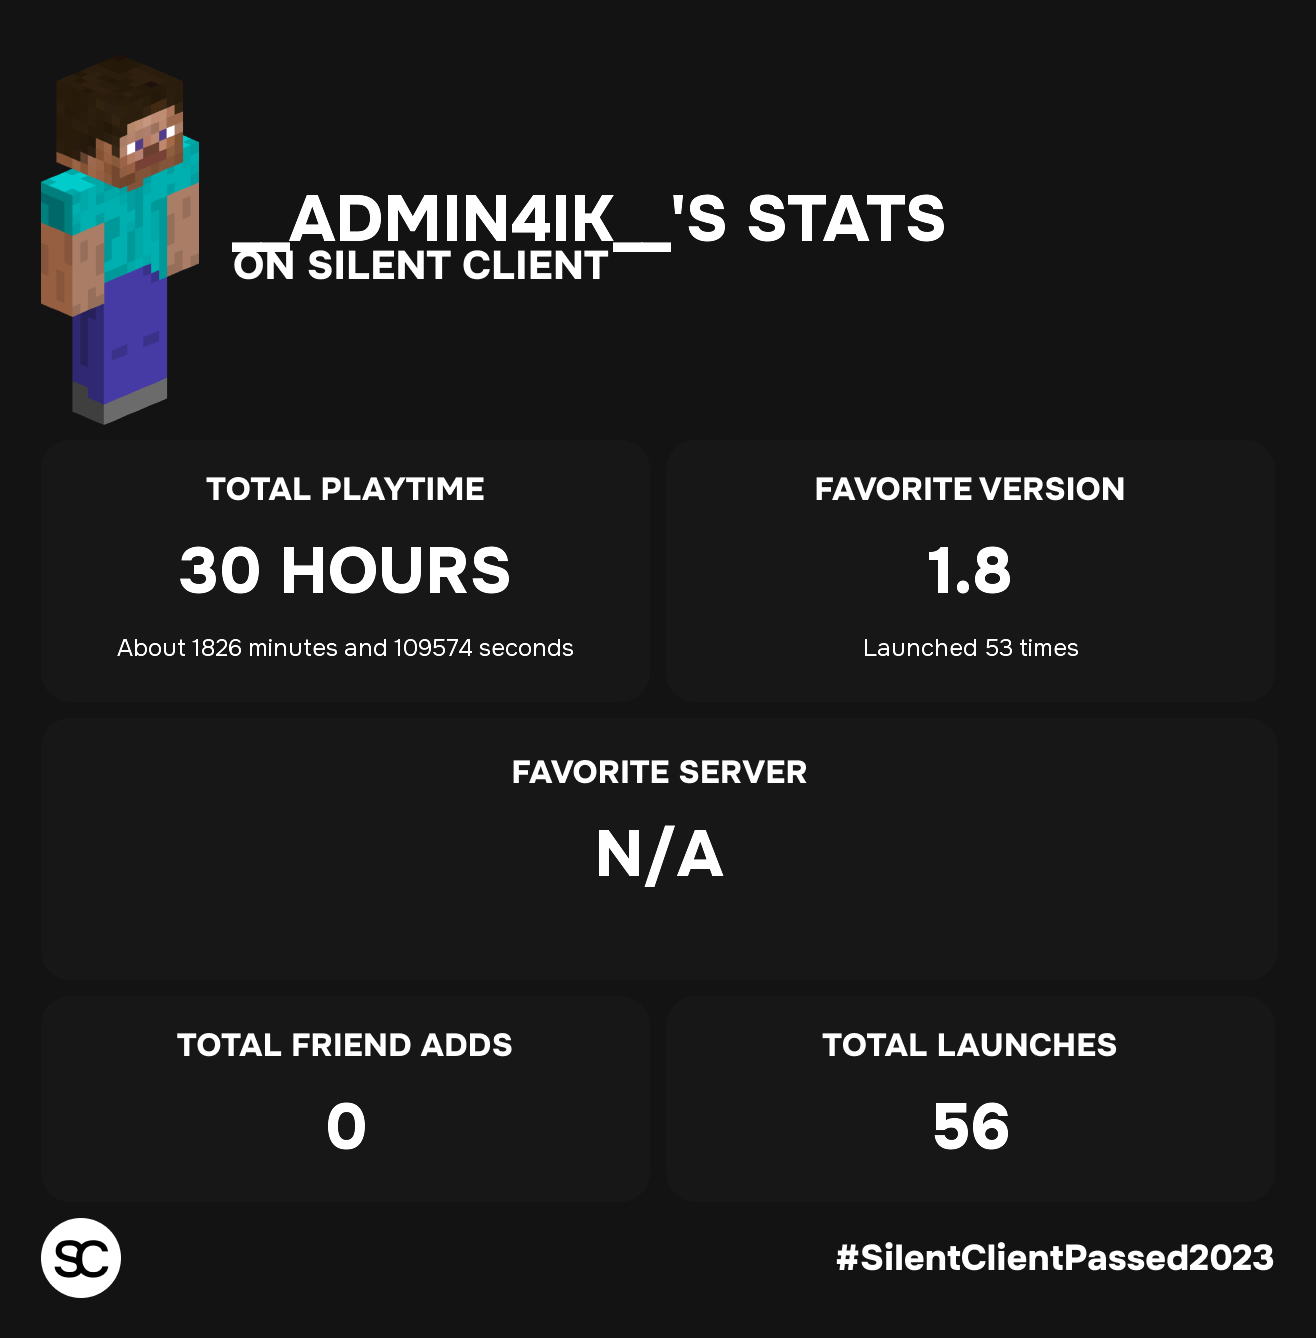 __ADMIN4IK__'S STATS
ON SILENT CLIENT
TOTAL PLAYTIME
30 HOURS
About 1826 minutes and 109574 seconds
FAVORITE VERSION
1.8
Launched 53 times
FAVORITE SERVER
N/A
TOTAL FRIEND ADDS
0
TOTAL LAUNCHES
56
SC
#SilentClientPassed2023